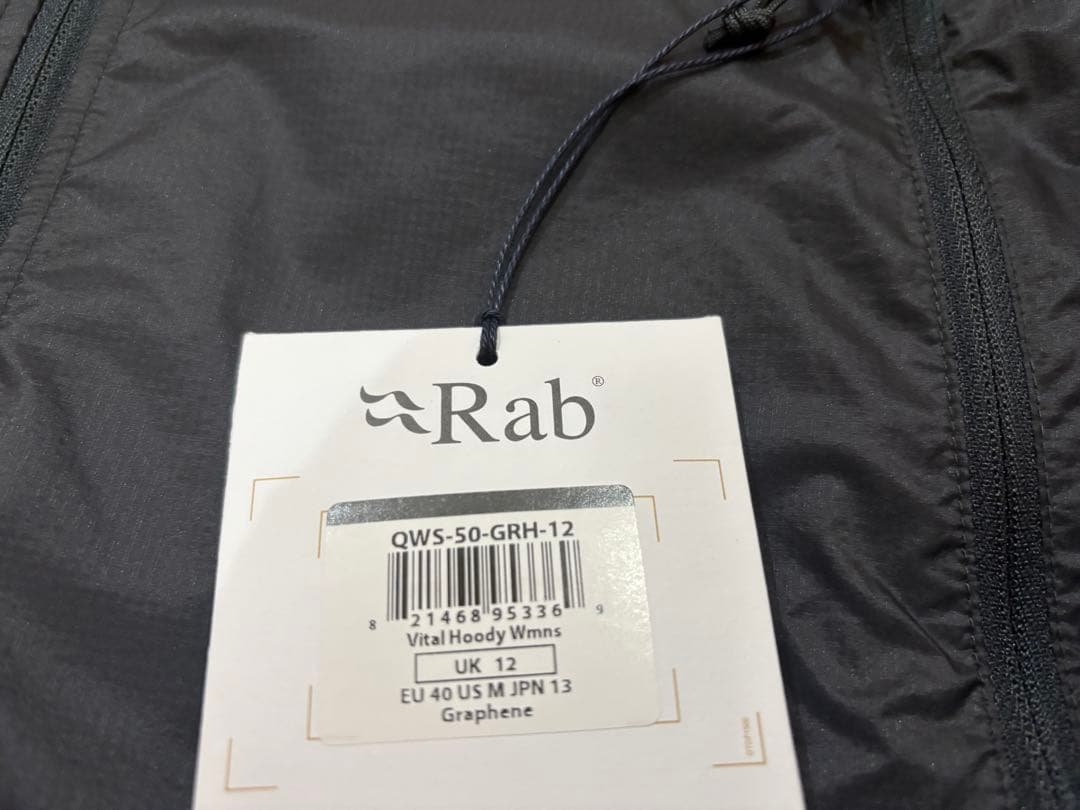 Rab®
QWS-50-GRH-12
8 21468 95336 9
Vital Hoody Wmns
UK 12
EU 40 US M JPN 13
Graphene